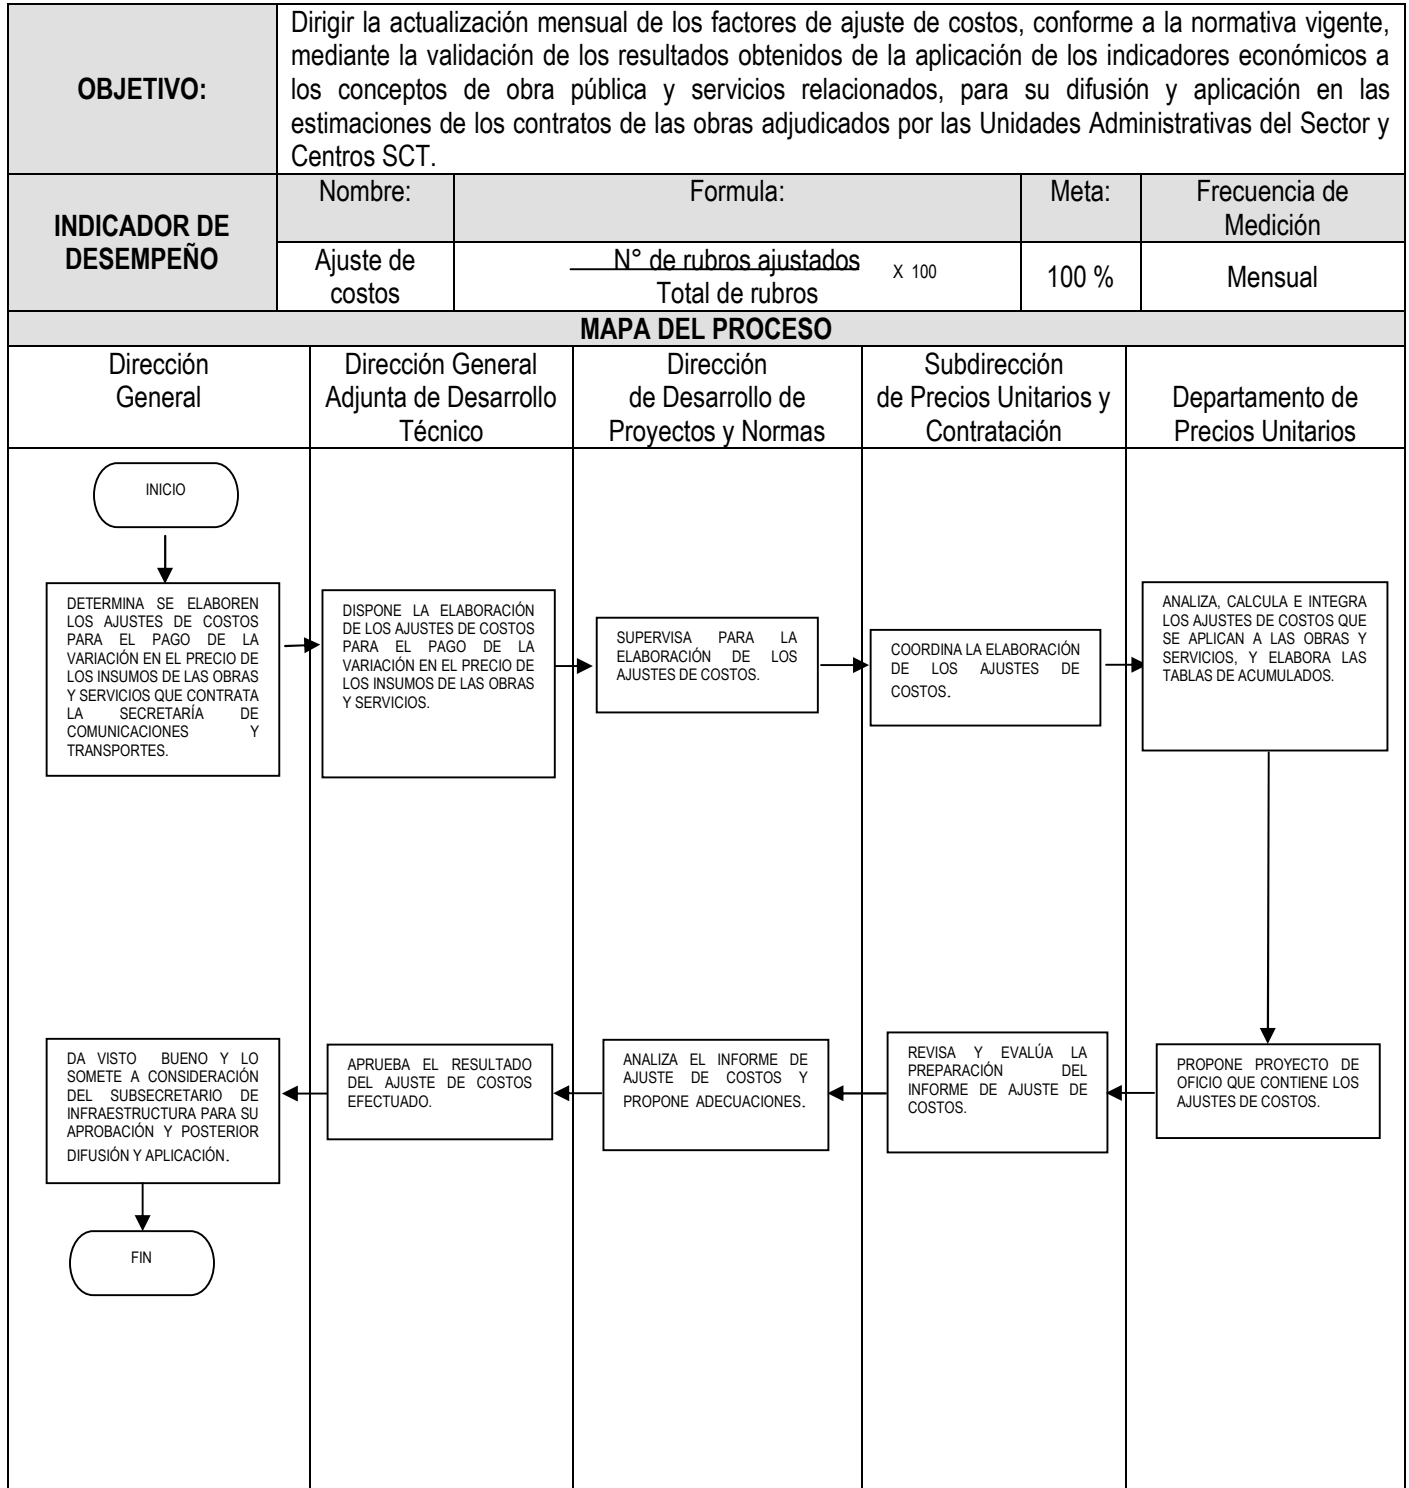 OBJETIVO:
Dirigir la actualización mensual de los factores de ajuste de costos, conforme a la normativa vigente,
mediante la validación de los resultados obtenidos de la aplicación de los indicadores económicos a
los conceptos de obra pública y servicios relacionados, para su difusión y aplicación en las
estimaciones de los contratos de las obras adjudicados por las Unidades Administrativas del Sector y
Centros SCT.
INDICADOR DE
DESEMPEÑO
Nombre:
Formula:
Meta:
Frecuencia de
Medición
Ajuste de
costos
N° de rubros ajustados
Total de rubros
X 100
100 %
Mensual
MAPA DEL PROCESO
Dirección
General
Dirección General
Adjunta de Desarrollo
Técnico
Dirección
de Desarrollo de
Proyectos y Normas
Subdirección
de Precios Unitarios y
Contratación
Departamento de
Precios Unitarios
INICIO
DETERMINA SE ELABOREN
LOS AJUSTES DE COSTOS
PARA EL PAGO DE LA
VARIACIÓN EN EL PRECIO DE
LOS INSUMOS DE LAS OBRAS
Y SERVICIOS QUE CONTRATA
LA SECRETARÍA DE
COMUNICACIONES Y
TRANSPORTES.
DISPONE LA ELABORACIÓN
DE LOS AJUSTES DE COSTOS
PARA EL PAGO DE LA
VARIACIÓN EN EL PRECIO DE
LOS INSUMOS DE LAS OBRAS
Y SERVICIOS.
SUPERVISA PARA LA
ELABORACIÓN DE LOS
AJUSTES DE COSTOS.
COORDINA LA ELABORACIÓN
DE LOS AJUSTES DE
COSTOS.
ANALIZA, CALCULA E INTEGRA
LOS AJUSTES DE COSTOS QUE
SE APLICAN A LAS OBRAS Y
SERVICIOS, Y ELABORA LAS
TABLAS DE ACUMULADOS.
PROPONE PROYECTO DE
OFICIO QUE CONTIENE LOS
AJUSTES DE COSTOS.
REVISA Y EVALÚA LA
PREPARACIÓN DEL
INFORME DE AJUSTE DE
COSTOS.
ANALIZA EL INFORME DE
AJUSTE DE COSTOS Y
PROPONE ADECUACIONES.
APRUEBA EL RESULTADO
DEL AJUSTE DE COSTOS
EFECTUADO.
DA VISTO BUENO Y LO
SOMETE A CONSIDERACIÓN
DEL SUBSECRETARIO DE
INFRAESTRUCTURA PARA SU
APROBACIÓN Y POSTERIOR
DIFUSIÓN Y APLICACIÓN.
FIN